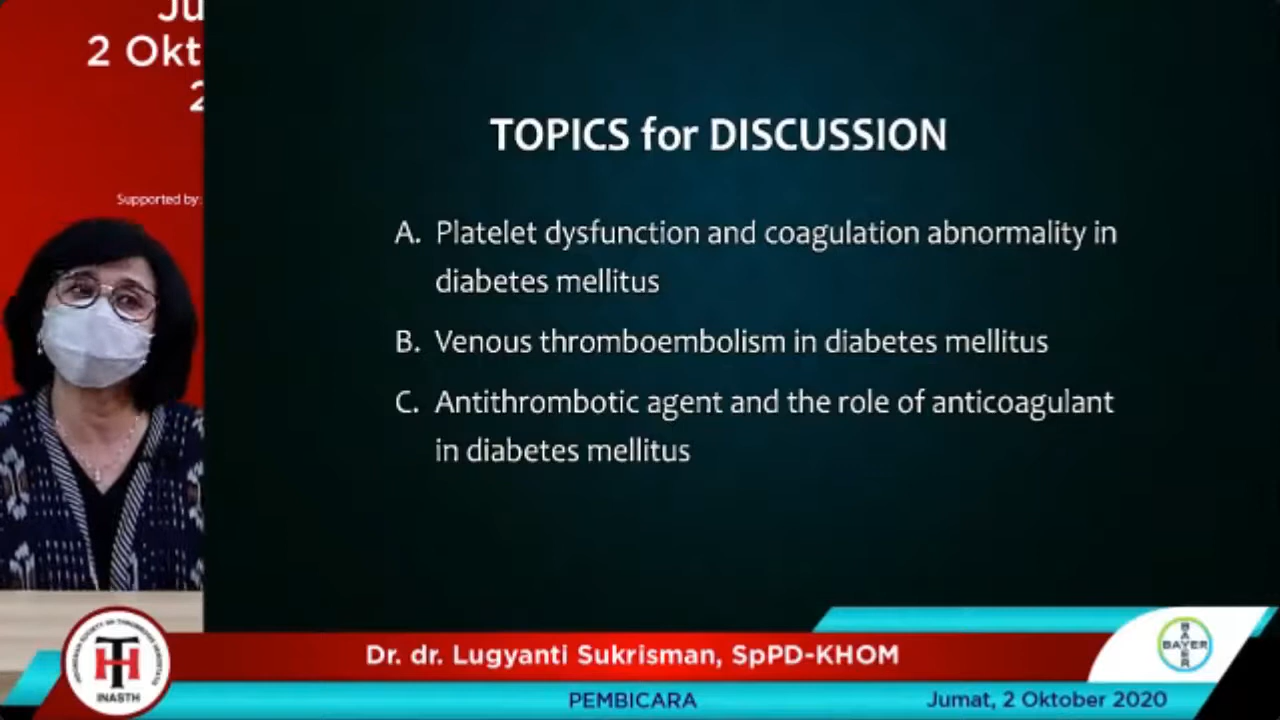 Ju
2 Okt
2
Supported by:
TOPICS for DISCUSSION
A. Platelet dysfunction and coagulation abnormality in
diabetes mellitus
B. Venous thromboembolism in diabetes mellitus
C. Antithrombotic agent and the role of anticoagulant
in diabetes mellitus
INASTH
Dr. dr. Lugyanti Sukrisman, SpPD-KHOM
BAYER
BAYER
PEMBICARA
Jumat, 2 Oktober 2020